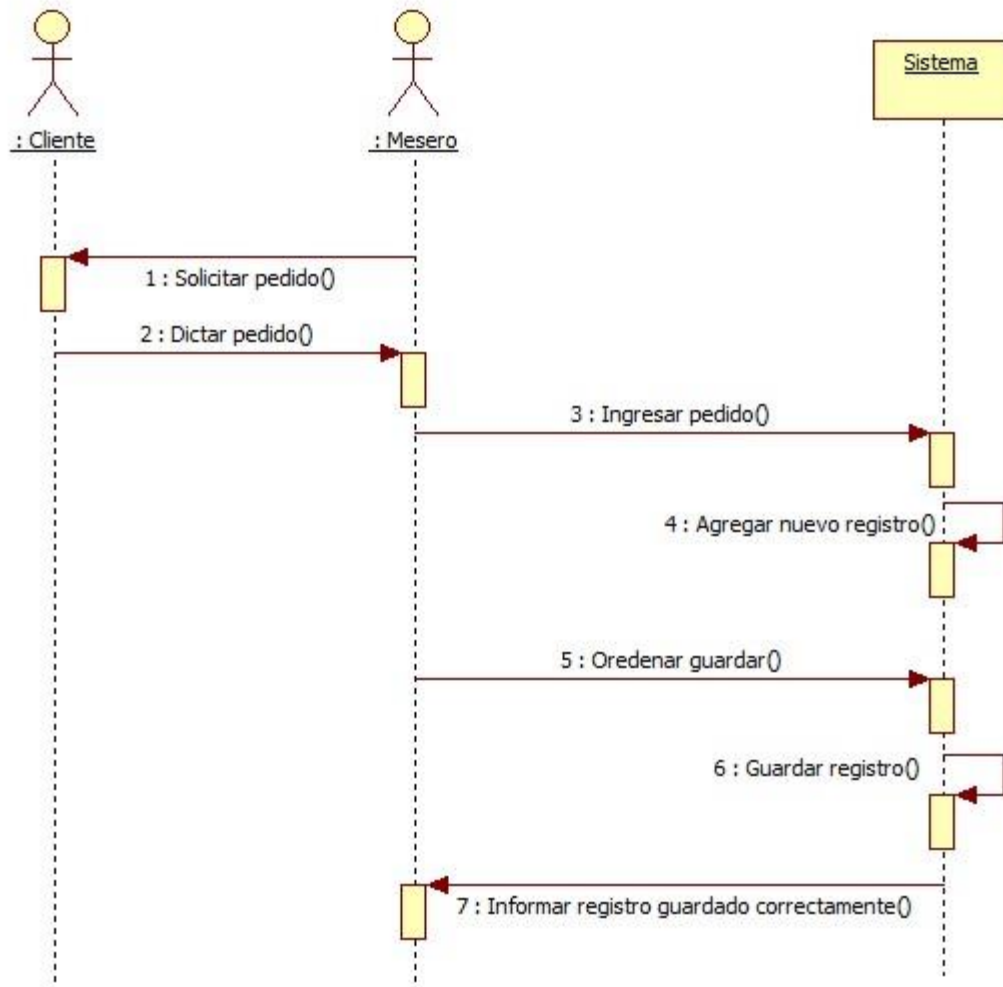 Sistema
: Cliente
: Mesero
1 : Solicitar pedido()
2 : Dictar pedido()
3 : Ingresar pedido()
4 : Agregar nuevo registro()
5 : Oredenar guardar()
6 : Guardar registro()
7 : Informar registro guardado correctamente()